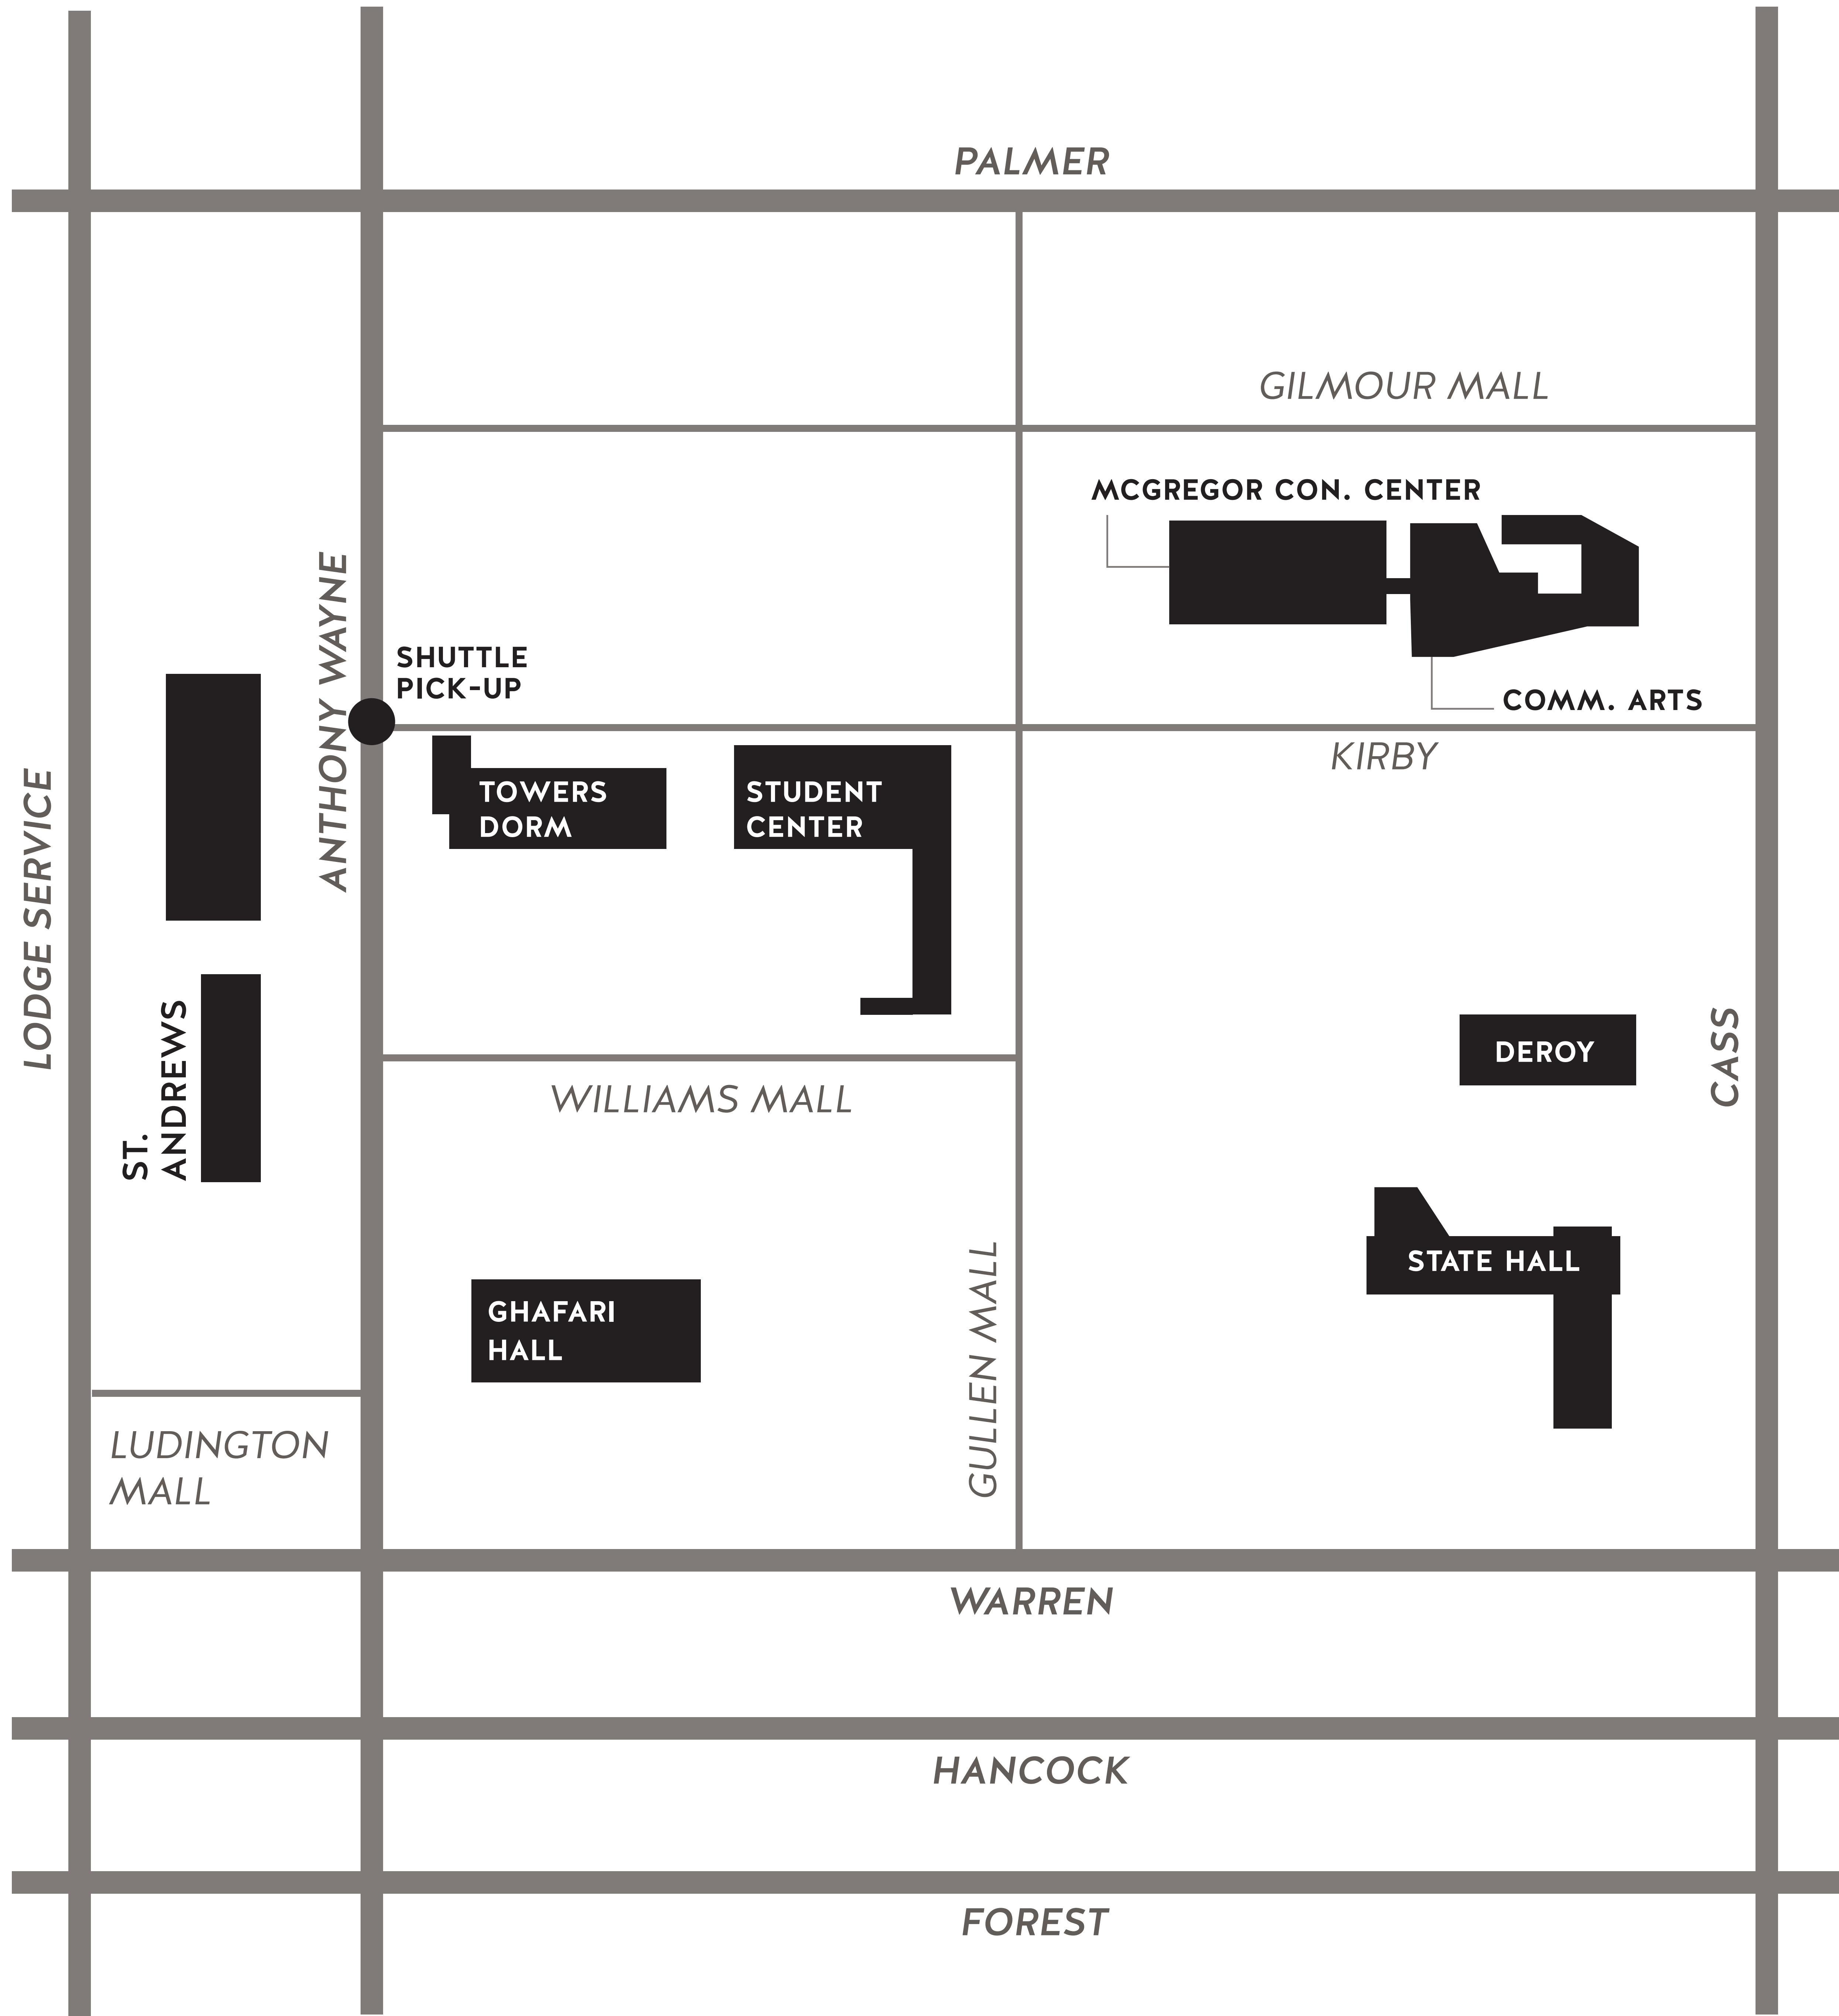 PALMER
GILMOUR MALL
MCGREGOR CON. CENTER
ANTHONY WAYNE
SHUTTLE
PICK-UP
COMM. ARTS
KIRBY
LODGE SERVICE
TOWERS
DORM
STUDENT
CENTER
ST.
ANDREWS
DEROY
CASS
WILLIAMS MALL
STATE HALL
GHAFARI
HALL
GULLEN MALL
LUDINGTON
MALL
WARREN
HANCOCK
FOREST